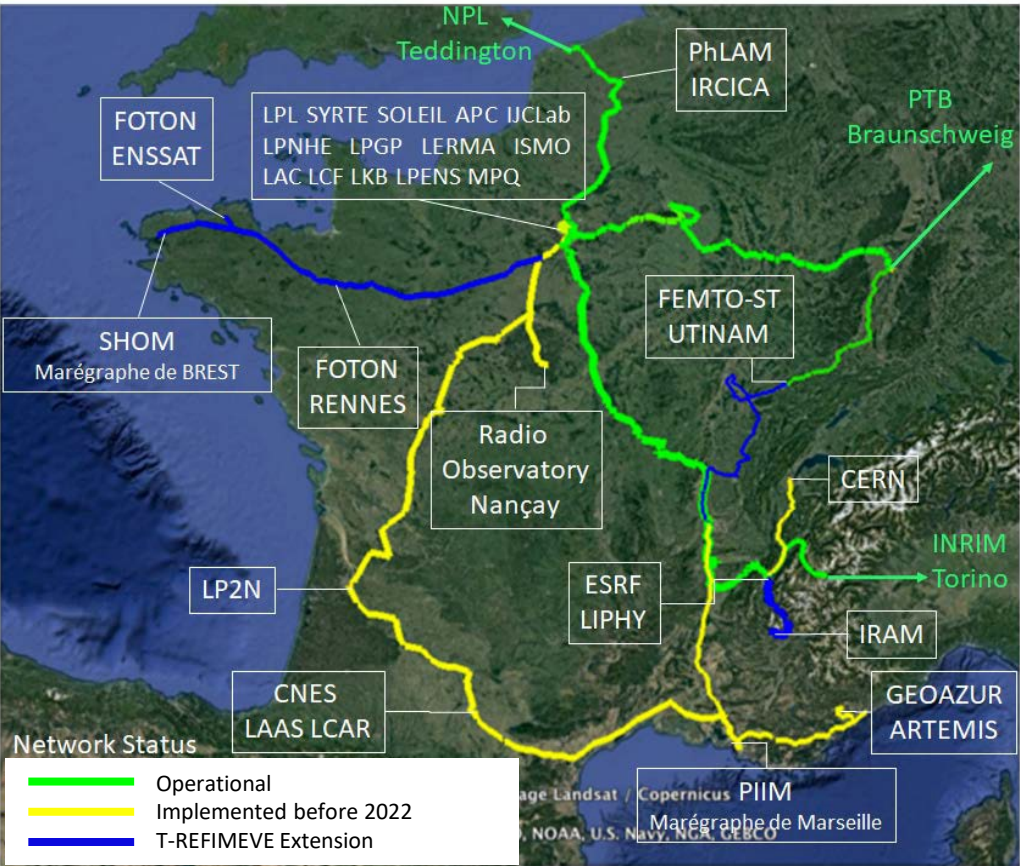 NPL
Teddington
PhLAM
IRCICA
PTB
Braunschweig
FOTON
ENSSAT
LPL SYRTE SOLEIL APC IJCLab
LPNHE LPGP LERMA ISMO
LAC LCF LKB LPENS MPQ
FEMTO-ST
UTINAM
SHOM
Marégraphe de BREST
FOTON
RENNES
Radio
Observatory
Nançay
CERN
INRIM
Torino
LP2N
ESRF
LIPHY
IRAM
CNES
LAAS LCAR
GEOAZUR
ARTEMIS
Network Status
Operational
Implemented before 2022
T-REFIMEVE Extension
age Landsat / Copernicus
NOAA, U.S. Navy, NGA, GEBCO
PIIM
Marégraphe de Marseille